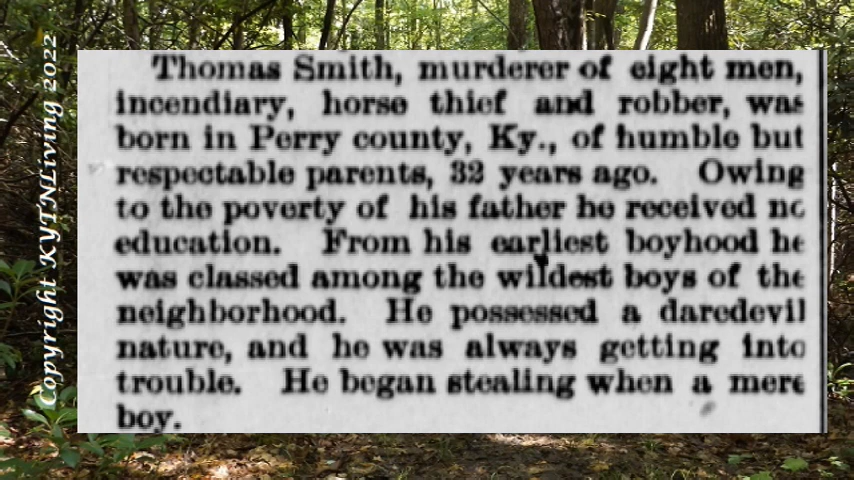 Copyright KYTNLiving 2022
Thomas Smith, murderer of eight men,
incendiary, horse thief and robber, was
born in Perry county, Ky., of humble but
respectable parents, 32 years ago. Owing
to the poverty of his father he received no
education. From his earliest boyhood he
was classed among the wildest boys of the
neighborhood. He possessed a daredevil
nature, and he was always getting into
trouble. He began stealing when a mere
boy.